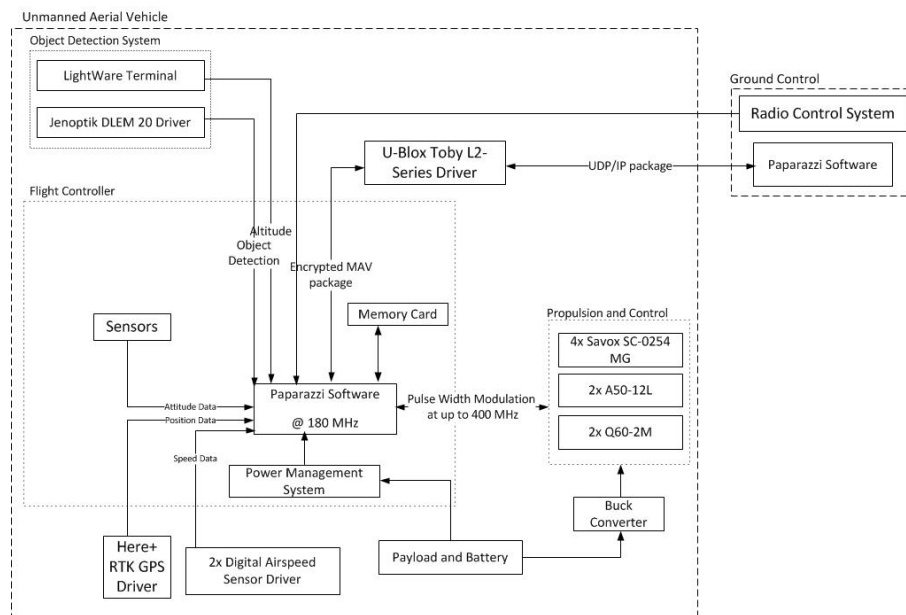 Unmanned Aerial Vehicle
Object Detection System
LightWare Terminal
Jenoptik DLEM 20 Driver
Ground Control
Radio Control System
Paparazzi Software
U-Blox Toby L2-
Series Driver
UDP/IP package
Flight Controller
Altitude
Object
Detection
Encrypted MAV
package
Memory Card
Sensors
Propulsion and Control
4x Savox SC-0254
MG
2x A50-12L
2x Q60-2M
Paparazzi Software
@ 180 MHz
Pulse Width Modulation
at up to 400 MHz
Attitude Data
Position Data
Speed Data
Power Management
System
Buck
Converter
Here+
RTK GPS
Driver
2x Digital Airspeed
Sensor Driver
Payload and Battery